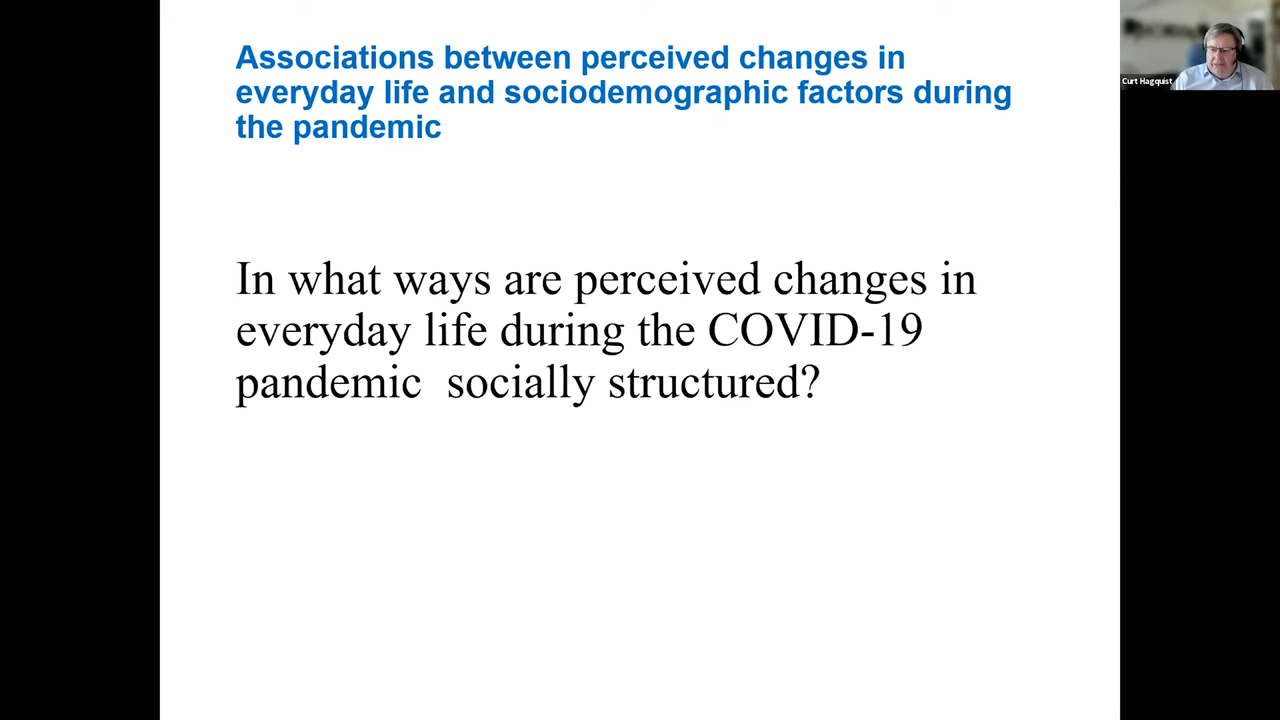 Associations between perceived changes in
everyday life and sociodemographic factors during
the pandemic
In what ways are perceived changes in
everyday life during the COVID-19
pandemic  socially structured?
Curt Hagquist